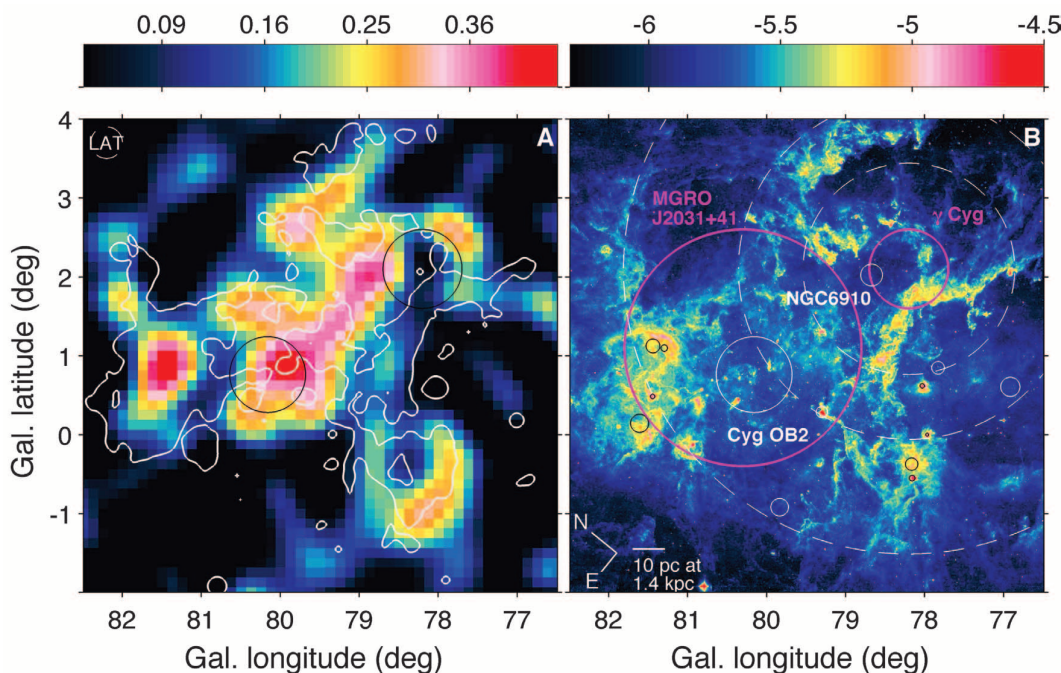 0.09 0.16 0.25 0.36
-6 -5.5 -5 -4.5
LAT
A
4
3
2
1
0
-1
Gal. latitude (deg)
82 81 80 79 78 77
Gal. longitude (deg)
B
MGRO
J2031+41
γ Cyg
NGC6910
Cyg OB2
N
E
10 pc at
1.4 kpc
82 81 80 79 78 77
Gal. longitude (deg)